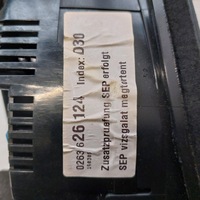 0263 626 124 Index: D30
Zusatzprüfung SEP erfolgt
SEP vizsgálat megtörtént